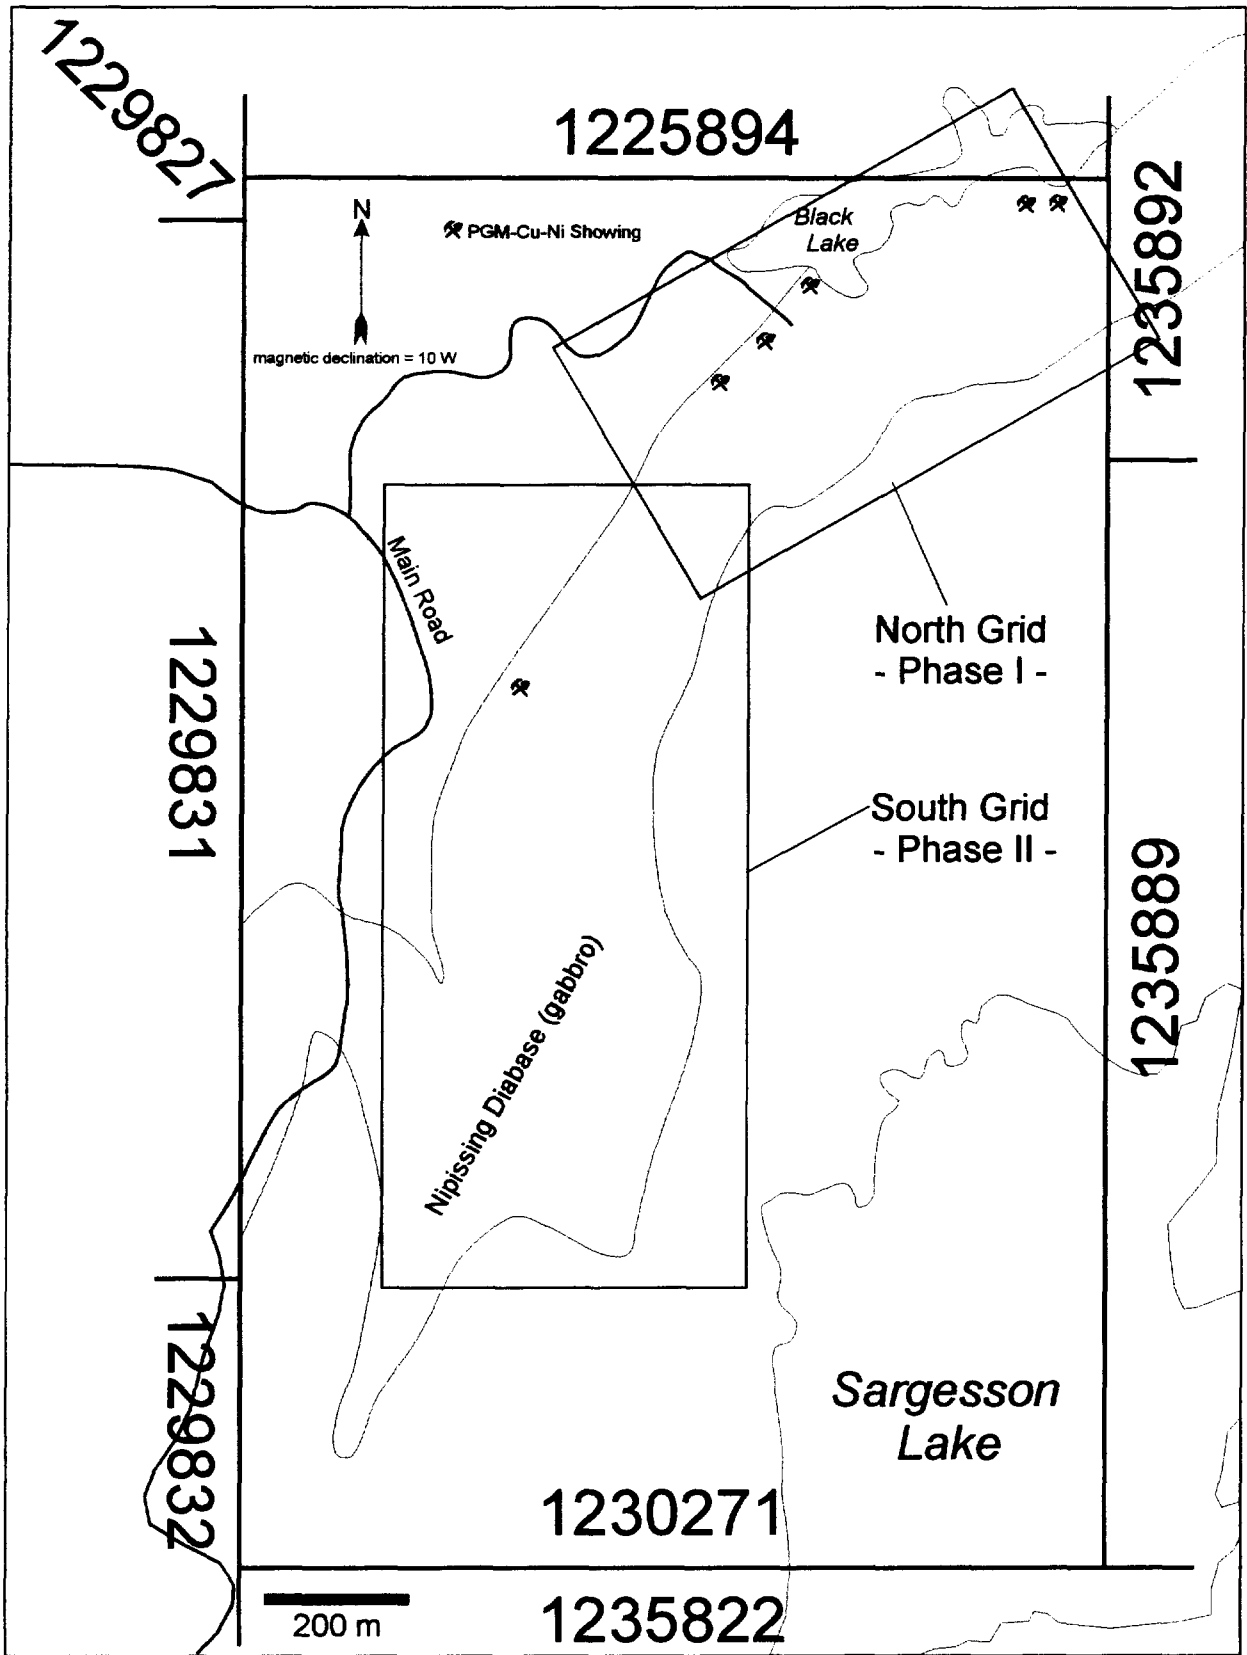 1229827
1225894
1235892
N
PGM-Cu-Ni Showing
Black
Lake
magnetic declination = 10 W
Main Road
North Grid
- Phase I -
1229831
South Grid
- Phase II -
1235889
Nipissing Diabase (gabbro)
1229832
Sargesson
Lake
1230271
200 m
1235822